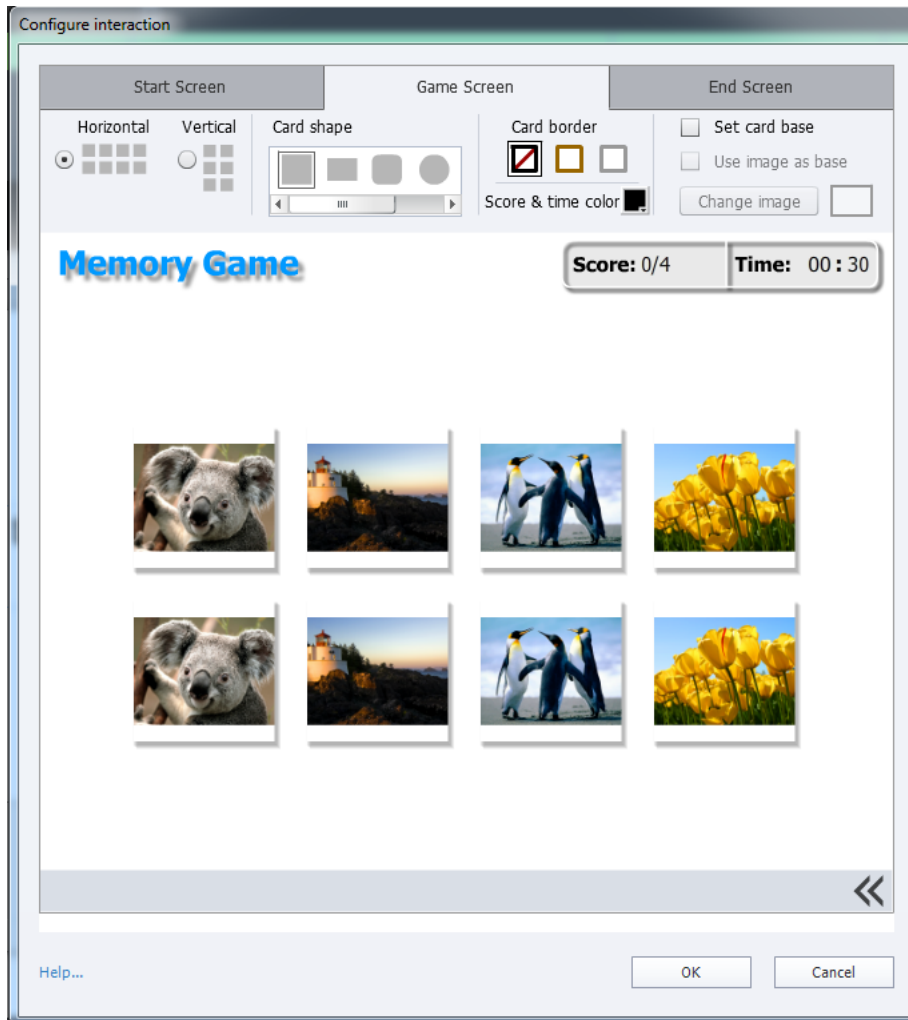 Configure interaction
Start Screen
Game Screen
End Screen
Horizontal
Vertical
Card shape
Card border
Set card base
Use image as base
Score & time color
Change image
Memory Game
Score: 0/4
Time: 00 : 30
Help...
OK
Cancel